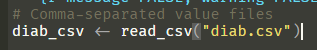 # Comma-separated value files
diab_csv ← read_csv("diab.csv")